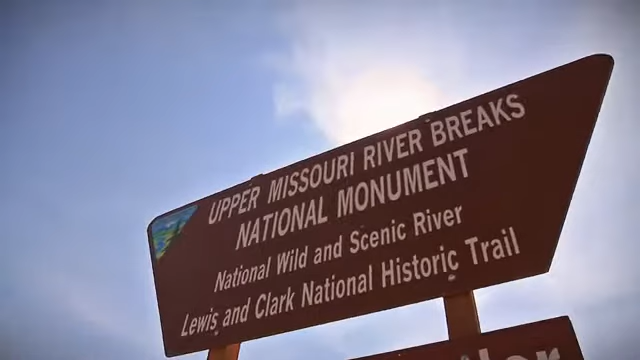 UPPER MISSOURI RIVER BREAKS
NATIONAL MONUMENT
National Wild and Scenic River
Lewis and Clark National Historic Trail